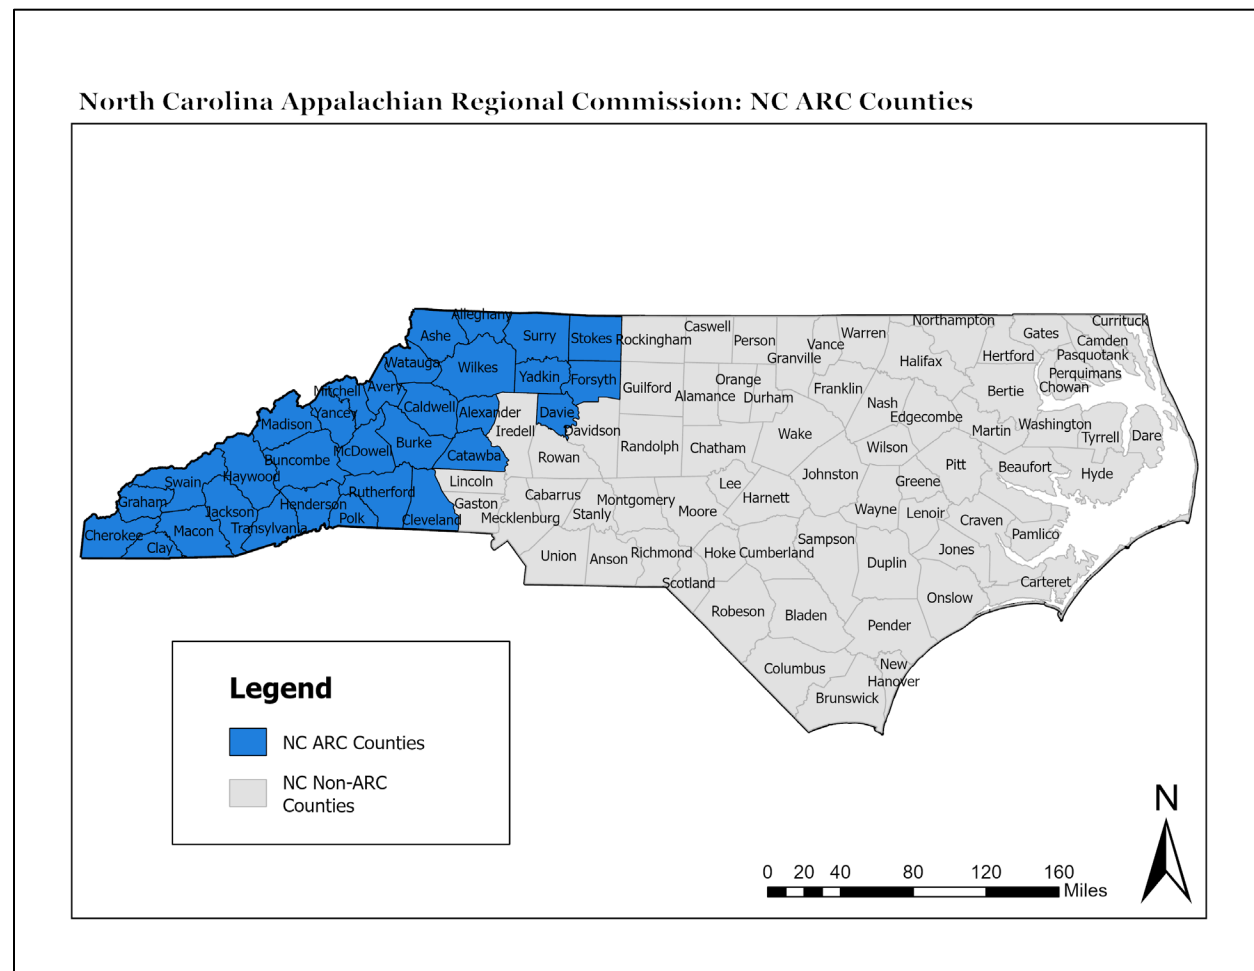 North Carolina Appalachian Regional Commission: NC ARC Counties
Alleghany
Ashe
Surry
Stokes
Rockingham
Caswell
Person
Granville
Vance
Warren
Northampton
Gates
Currituck
Camden
Pasquotank
Perquimans
Chowan
Hertford
Halifax
Bertie
Watauga
Wilkes
Yadkin
Forsyth
Guilford
Alamance
Orange
Durham
Franklin
Nash
Edgecombe
Martin
Washington
Tyrrell
Dare
Mitchell
Avery
Yancey
Madison
Caldwell
Alexander
Iredell
Davie
Davidson
Randolph
Chatham
Wake
Wilson
Pitt
Beaufort
Hyde
Burke
McDowell
Buncombe
Catawba
Rowan
Haywood
Swain
Graham
Jackson
Macon
Cherokee
Clay
Transylvania
Henderson
Polk
Rutherford
Cleveland
Lincoln
Gaston
Mecklenburg
Cabarrus
Stanly
Montgomery
Moore
Lee
Harnett
Johnston
Greene
Wayne
Lenoir
Craven
Pamlico
Jones
Carteret
Union
Anson
Richmond
Scotland
Hoke
Cumberland
Sampson
Duplin
Onslow
Robeson
Bladen
Pender
Columbus
New
Hanover
Brunswick
Legend
NC ARC Counties
NC Non-ARC
Counties
N
0 20 40 80 120 160
Miles